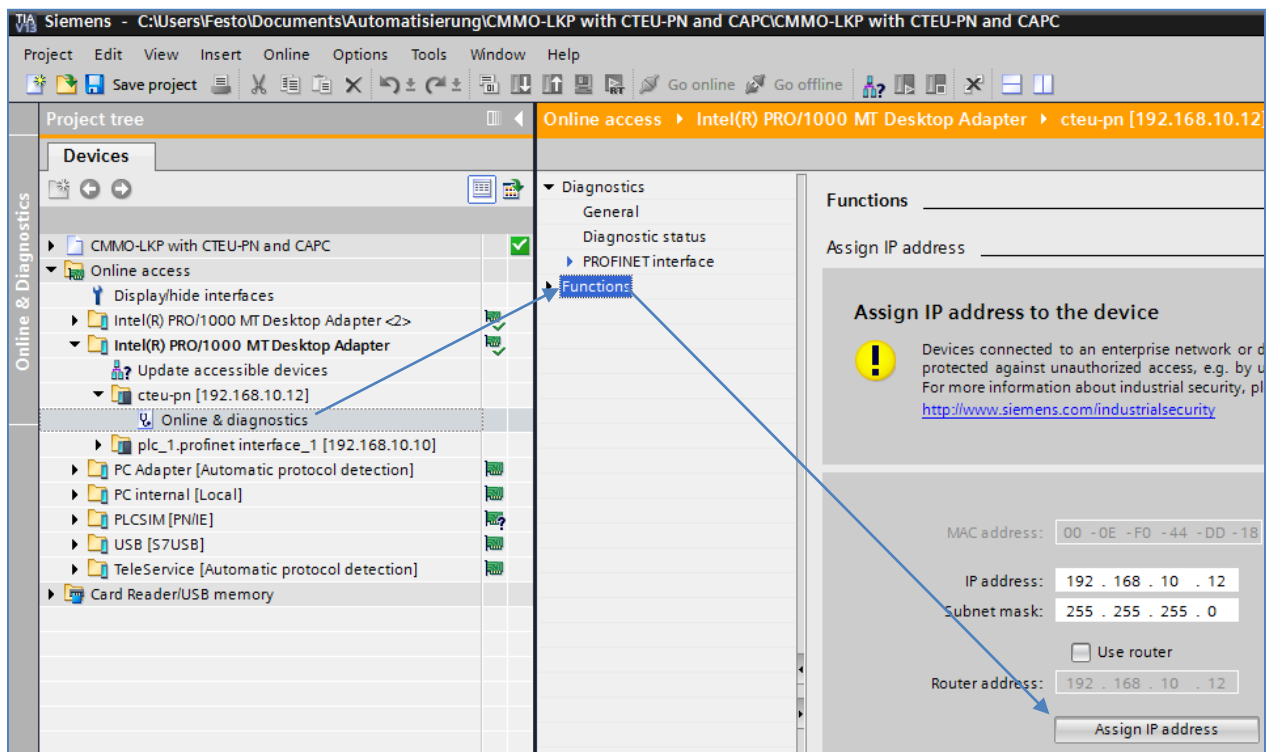 TIA V13 Siemens - C:\Users\Festo\Documents\Automatisierung\CMMO-LKP with CTEU-PN and CAPC\CMMO-LKP with CTEU-PN and CAPC
Project Edit View Insert Online Options Tools Window Help
Save project RT Go online Go offline
Project tree
Online access Intel(R) PRO/1000 MT Desktop Adapter cteu-pn [192.168.10.12]
Devices
Online & Diagnostics
CMMO-LKP with CTEU-PN and CAPC
Online access
Display/hide interfaces
Intel(R) PRO/1000 MT Desktop Adapter <2>
Intel(R) PRO/1000 MT Desktop Adapter
Update accessible devices
cteu-pn [192.168.10.12]
Online & diagnostics
plc_1.profinet interface_1 [192.168.10.10]
PC Adapter [Automatic protocol detection]
PC internal [Local]
PLCSIM [PN/IE]
USB [S7USB]
TeleService [Automatic protocol detection]
Card Reader/USB memory
Diagnostics
General
Diagnostic status
PROFINET interface
Functions
Functions
Assign IP address
Assign IP address to the device
Devices connected to an enterprise network or d
protected against unauthorized access, e.g. by u
For more information about industrial security, pl
http://www.siemens.com/industrialsecurity
MAC address: 00 - 0E - F0 - 44 - DD - 18
IP address: 192 . 168 . 10 . 12
Subnet mask: 255 . 255 . 255 . 0
Use router
Router address: 192 . 168 . 10 . 12
Assign IP address